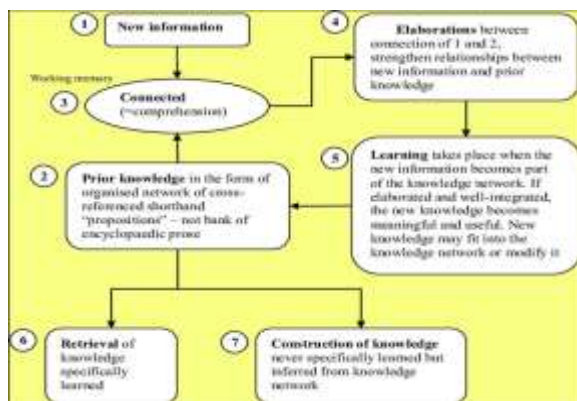 1
New information
4
Elaborations between
connection of 1 and 2,
strengthen relationships between
new information and prior
knowledge
Working memory
3
Connected
(~comprehension)
2
Prior knowledge in the form of
organised network of cross-
referenced shorthand
"propositions" – not bank of
encyclopaedic prose
5
Learning takes place when the
new information becomes part
of the knowledge network. If
elaborated and well-integrated,
the new knowledge becomes
meaningful and useful. New
knowledge may fit into the
knowledge network or modify it
6
Retrieval of
knowledge
specifically
learned
7
Construction of knowledge
never specifically learned but
inferred from knowledge
network